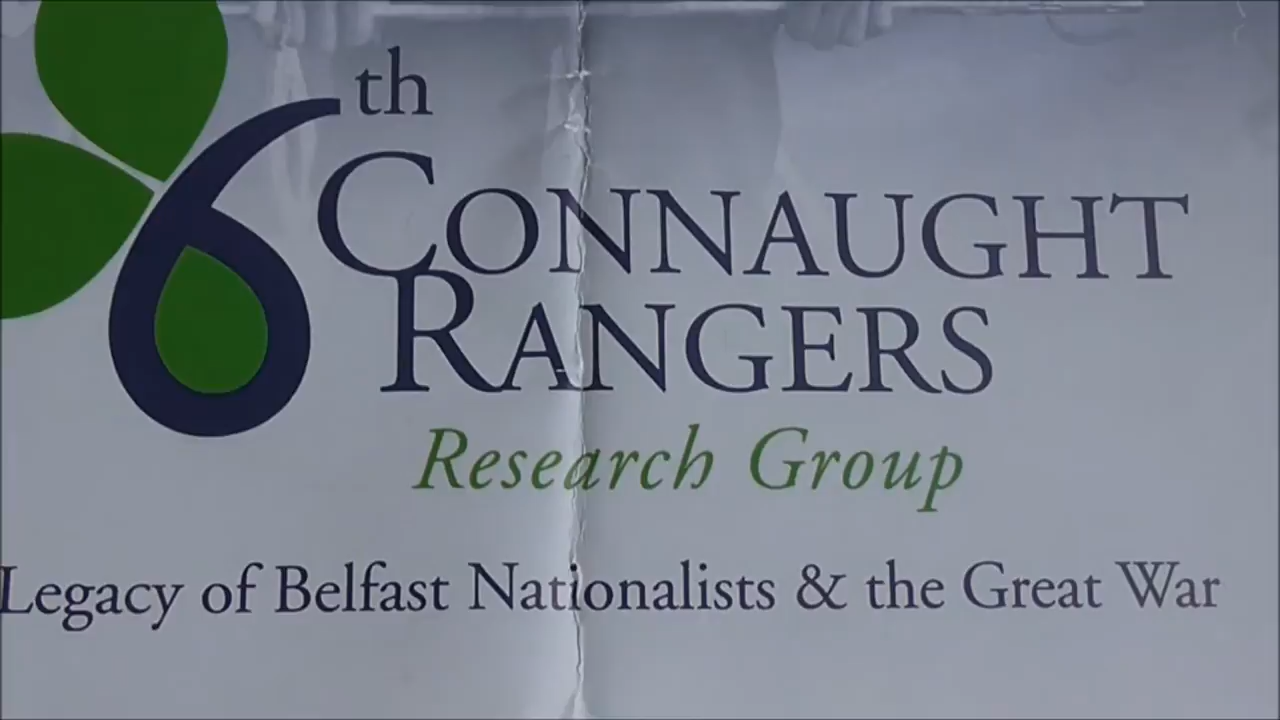 6th
CONNAUGHT
RANGERS
Research Group
Legacy of Belfast Nationalists & the Great War